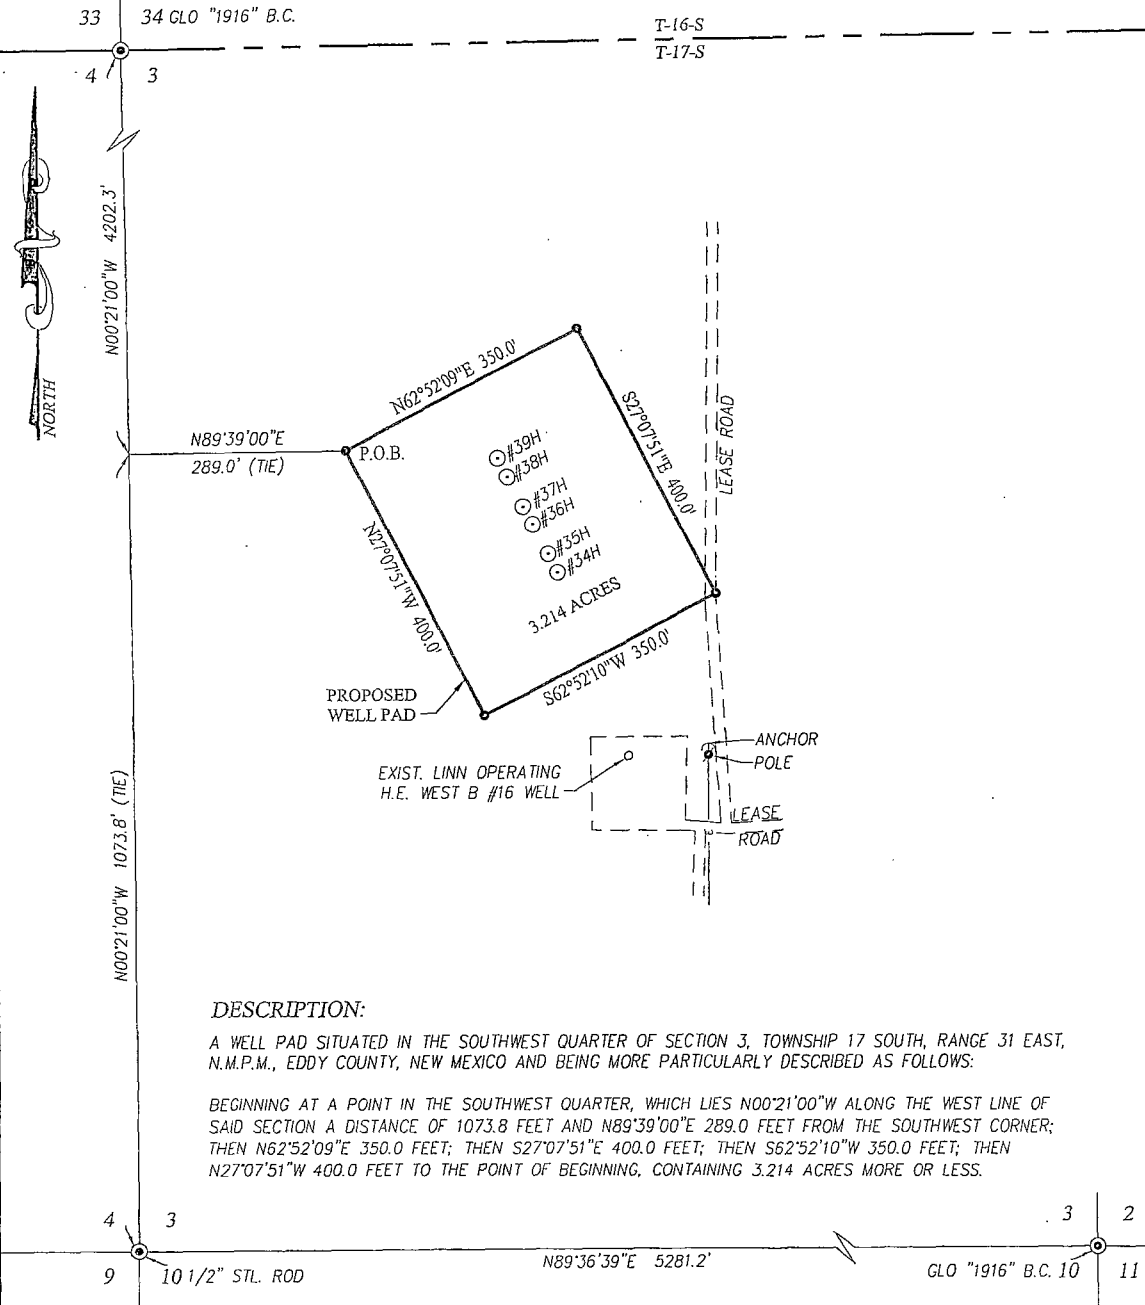 33
34 GLO "1916" B.C.
T-16-S
T-17-S
4
3
N00°21'00"W 4202.3'
NORTH
N62°52'09"E 350.0'
S27°07'51"E 400.0'
LEASE ROAD
N89°39'00"E
289.0' (TIE)
P.O.B.
#39H
#38H
#37H
#36H
#35H
#34H
N27°07'51"W 400.0'
3.214 ACRES
S62°52'10"W 350.0'
PROPOSED
WELL PAD
ANCHOR
POLE
EXIST. LINN OPERATING
H.E. WEST B #16 WELL
LEASE
ROAD
N00°21'00"W 1073.8' (TIE)
DESCRIPTION:
A WELL PAD SITUATED IN THE SOUTHWEST QUARTER OF SECTION 3, TOWNSHIP 17 SOUTH, RANGE 31 EAST,
N.M.P.M., EDDY COUNTY, NEW MEXICO AND BEING MORE PARTICULARLY DESCRIBED AS FOLLOWS:
BEGINNING AT A POINT IN THE SOUTHWEST QUARTER, WHICH LIES N00°21'00"W ALONG THE WEST LINE OF
SAID SECTION A DISTANCE OF 1073.8 FEET AND N89°39'00"E 289.0 FEET FROM THE SOUTHWEST CORNER;
THEN N62°52'09"E 350.0 FEET; THEN S27°07'51"E 400.0 FEET; THEN S62°52'10"W 350.0 FEET; THEN
N27°07'51"W 400.0 FEET TO THE POINT OF BEGINNING, CONTAINING 3.214 ACRES MORE OR LESS.
4
3
3
2
N89°36'39"E 5281.2'
9
10 1/2" STL. ROD
GLO "1916" B.C. 10
11